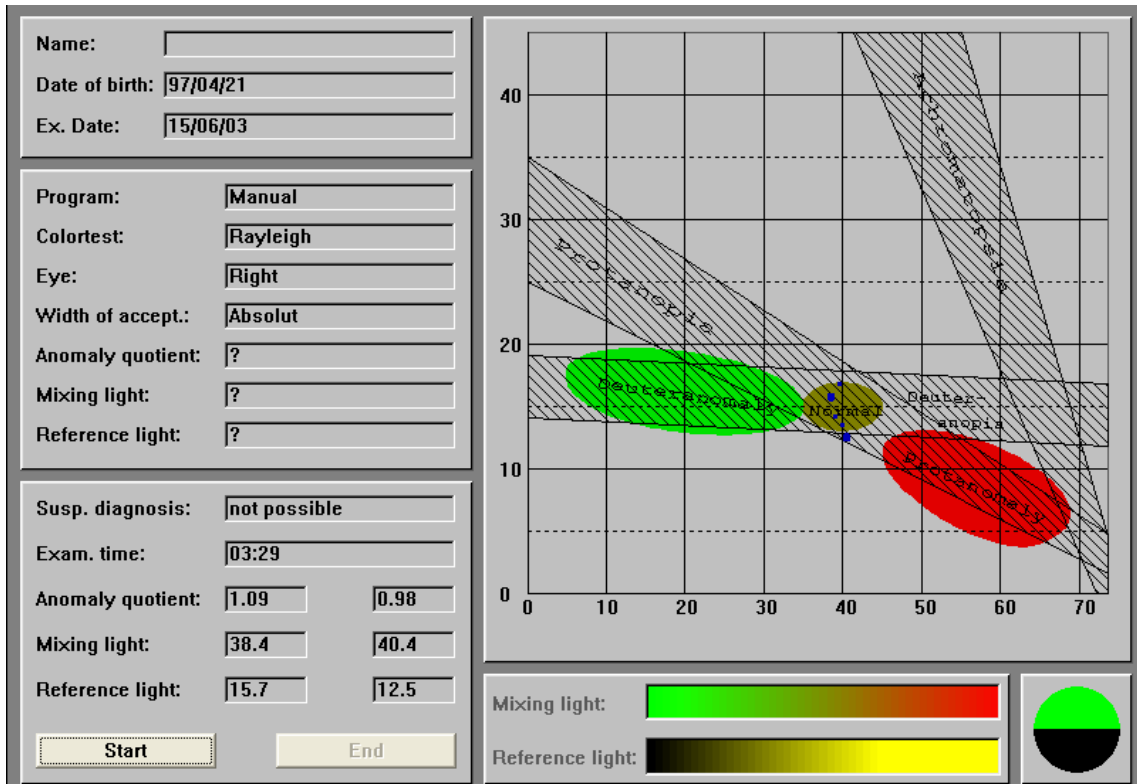 Name:
Date of birth: 97/04/21
Ex. Date: 15/06/03
Program: Manual
Colortest: Rayleigh
Eye: Right
Width of accept.: Absolut
Anomaly quotient: ?
Mixing light: ?
Reference light: ?
Susp. diagnosis: not possible
Exam. time: 03:29
Anomaly quotient: 1.09 0.98
Mixing light: 38.4 40.4
Reference light: 15.7 12.5
Start End
40
30
20
10
0
0 10 20 30 40 50 60 70
Achromatopsie
Protanopia
Deuteranomaly
Normal
Deuter-
anopia
Protanomaly
Mixing light:
Reference light: